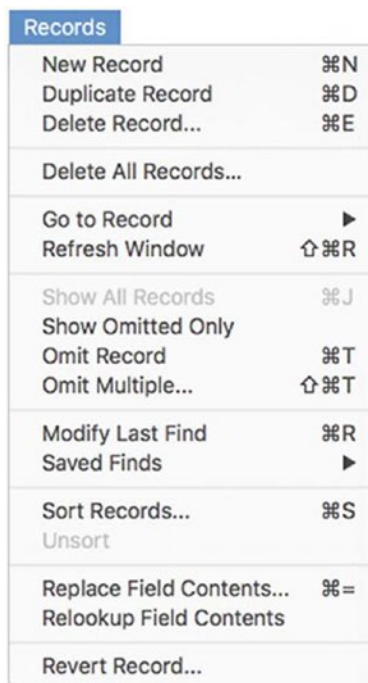 Records
New Record ⌘N
Duplicate Record ⌘D
Delete Record... ⌘E
Delete All Records...
Go to Record ▶
Refresh Window ⇧⌘R
Show All Records ⌘J
Show Omitted Only
Omit Record ⌘T
Omit Multiple... ⇧⌘T
Modify Last Find ⌘R
Saved Finds ▶
Sort Records... ⌘S
Unsort
Replace Field Contents... ⌘=
Relookup Field Contents
Revert Record...